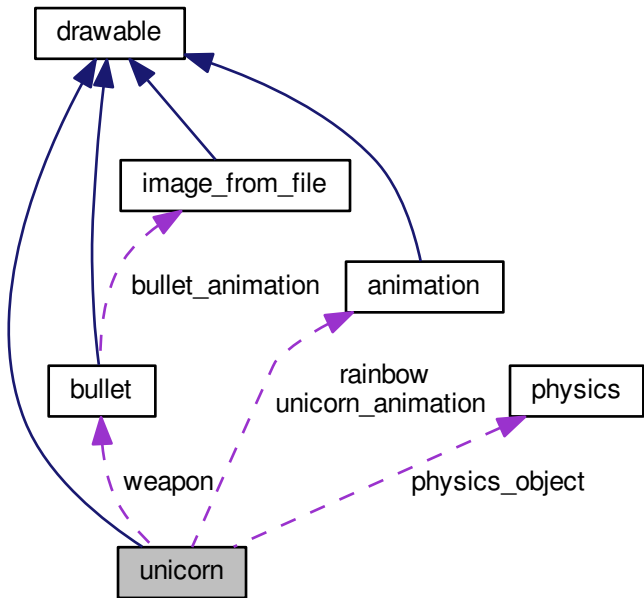 drawable
image_from_file
bullet_animation
animation
bullet
rainbow
unicorn_animation
physics
weapon
physics_object
unicorn